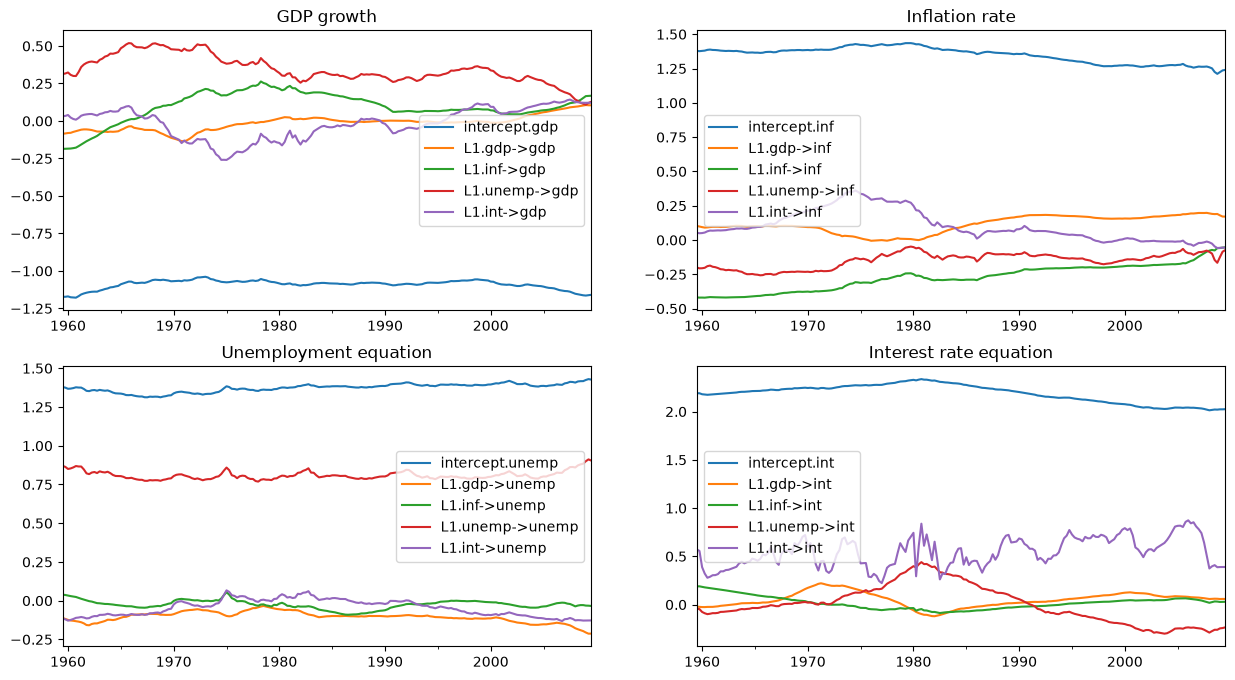 GDP growth
0.50
0.25
0.00
−0.25
−0.50
−0.75
−1.00
−1.25
intercept.gdp
L1.gdp->gdp
L1.inf->gdp
L1.unemp->gdp
L1.int->gdp
1960 1970 1980 1990 2000
Inflation rate
1.50
1.25
1.00
0.75
0.50
0.25
0.00
−0.25
−0.50
intercept.inf
L1.gdp->inf
L1.inf->inf
L1.unemp->inf
L1.int->inf
1960 1970 1980 1990 2000
Unemployment equation
1.50
1.25
1.00
0.75
0.50
0.25
0.00
−0.25
intercept.unemp
L1.gdp->unemp
L1.inf->unemp
L1.unemp->unemp
L1.int->unemp
1960 1970 1980 1990 2000
Interest rate equation
2.0
1.5
1.0
0.5
0.0
intercept.int
L1.gdp->int
L1.inf->int
L1.unemp->int
L1.int->int
1960 1970 1980 1990 2000